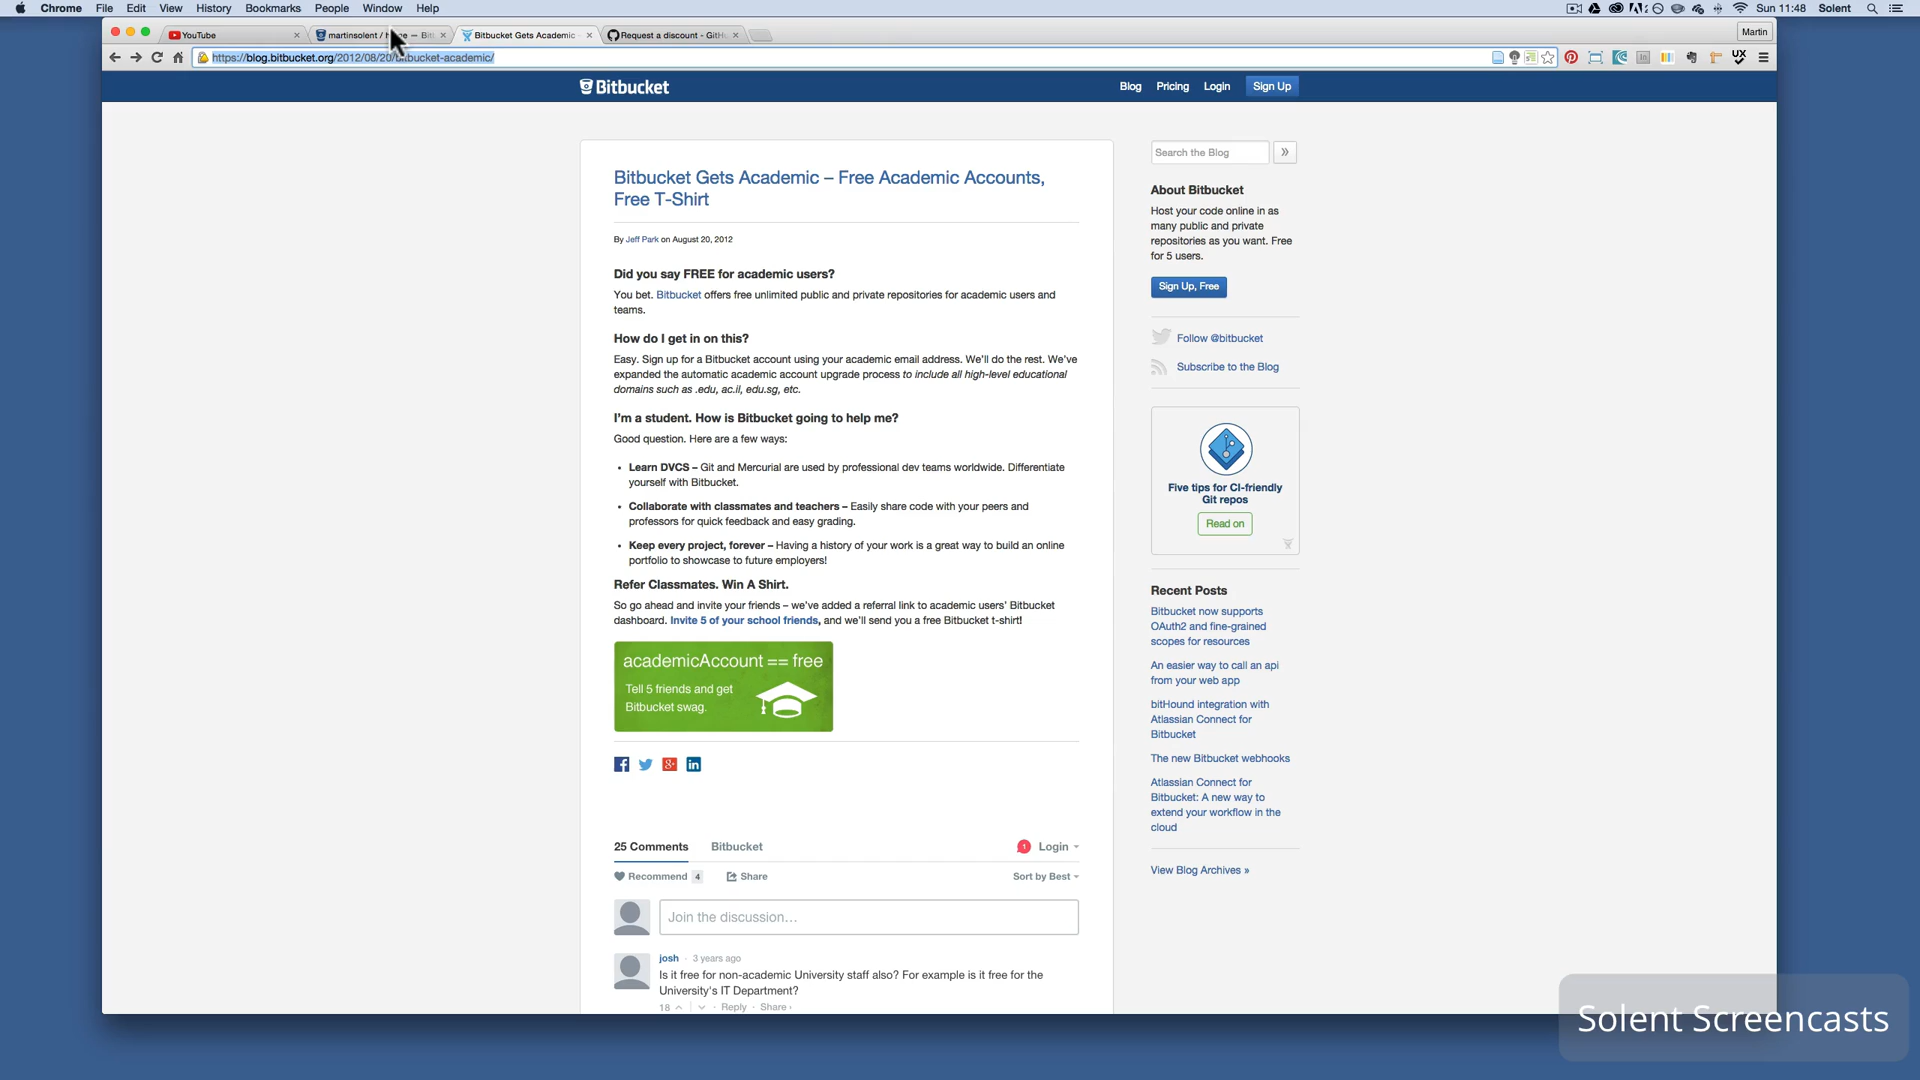 Chrome File Edit View History Bookmarks People Window Help Sun 11:48 Solent
YouTube martinsolent / Bitbucket Gets Academic Request a discount - GitHu Martin
https://blog.bitbucket.org/2012/08/20/bitbucket-academic/
Bitbucket Blog Pricing Login Sign Up
Bitbucket Gets Academic – Free Academic Accounts,
Free T-Shirt
By Jeff Park on August 20, 2012
Did you say FREE for academic users?
You bet. Bitbucket offers free unlimited public and private repositories for academic users and
teams.
How do I get in on this?
Easy. Sign up for a Bitbucket account using your academic email address. We'll do the rest. We've
expanded the automatic academic account upgrade process to include all high-level educational
domains such as .edu, ac.il, edu.sg, etc.
I'm a student. How is Bitbucket going to help me?
Good question. Here are a few ways:
• Learn DVCS – Git and Mercurial are used by professional dev teams worldwide. Differentiate
yourself with Bitbucket.
• Collaborate with classmates and teachers – Easily share code with your peers and
professors for quick feedback and easy grading.
• Keep every project, forever – Having a history of your work is a great way to build an online
portfolio to showcase to future employers!
Refer Classmates. Win A Shirt.
So go ahead and invite your friends – we've added a referral link to academic users' Bitbucket
dashboard. Invite 5 of your school friends, and we'll send you a free Bitbucket t-shirt!
academicAccount == free
Tell 5 friends and get
Bitbucket swag.
25 Comments Bitbucket 1 Login
Recommend 4 Share Sort by Best
Join the discussion...
josh · 3 years ago
Is it free for non-academic University staff also? For example is it free for the
University's IT Department?
18 · Reply · Share ›
Search the Blog »
About Bitbucket
Host your code online in as
many public and private
repositories as you want. Free
for 5 users.
Sign Up, Free
Follow @bitbucket
Subscribe to the Blog
Five tips for CI-friendly
Git repos
Read on
Recent Posts
Bitbucket now supports
OAuth2 and fine-grained
scopes for resources
An easier way to call an api
from your web app
bitHound integration with
Atlassian Connect for
Bitbucket
The new Bitbucket webhooks
Atlassian Connect for
Bitbucket: A new way to
extend your workflow in the
cloud
View Blog Archives »
Solent Screencasts